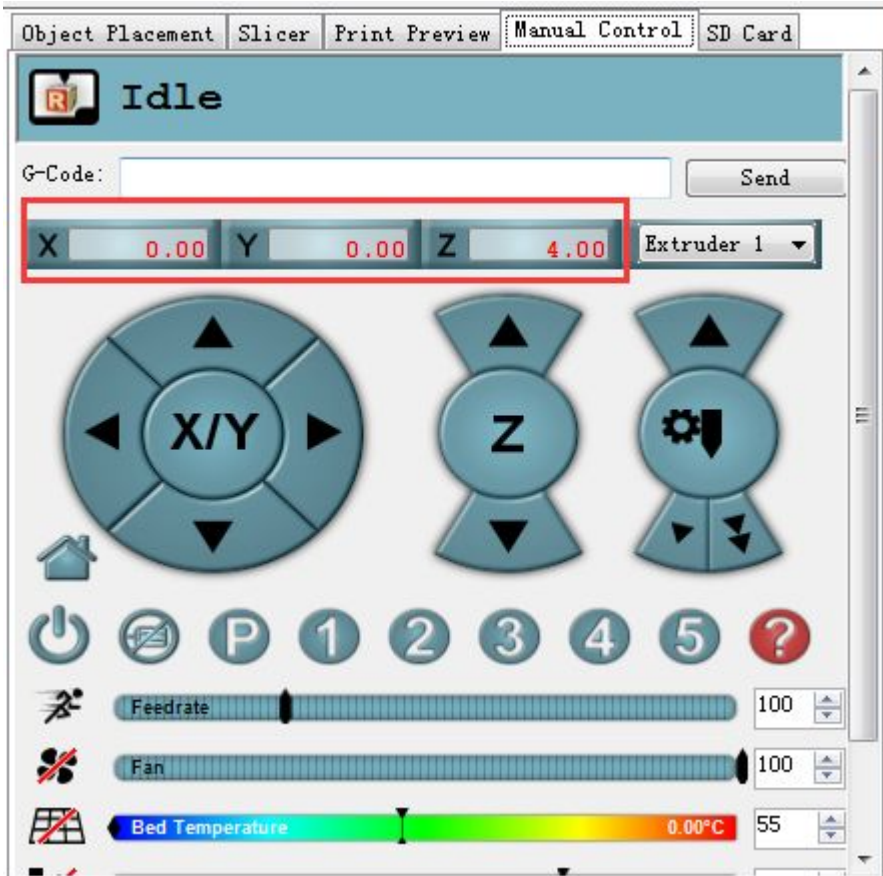 Object Placement Slicer Print Preview Manual Control SD Card
R Idle
G-Code: Send
X 0.00 Y 0.00 Z 4.00 Extruder 1
X/Y Z
P 1 2 3 4 5 ?
Feedrate 100
Fan 100
Bed Temperature 0.00°C 55